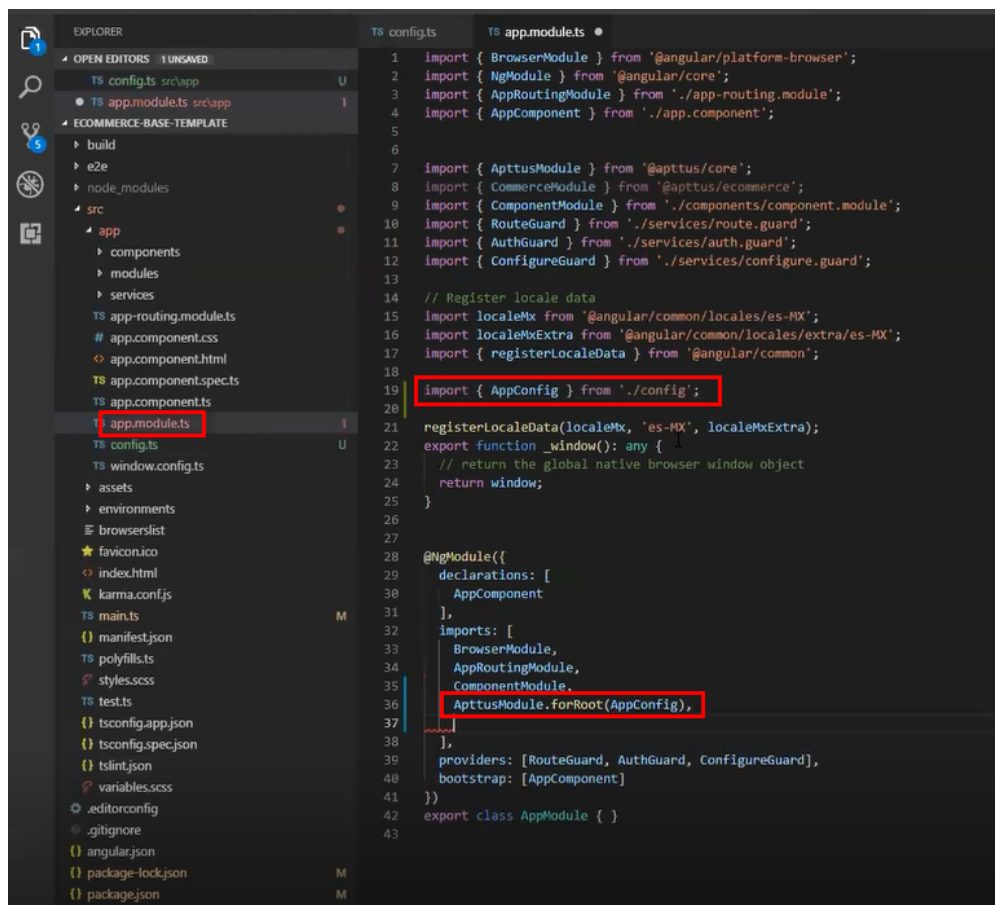 EXPLORER
OPEN EDITORS 1 UNSAVED
TS config.ts src\app U
TS app.module.ts src\app 1
ECOMMERCE-BASE-TEMPLATE
build
e2e
node_modules
src
app
components
modules
services
TS app-routing.module.ts
# app.component.css
<> app.component.html
TS app.component.spec.ts
TS app.component.ts
TS app.module.ts 1
TS config.ts U
TS window.config.ts
assets
environments
browserslist
favicon.ico
<> index.html
K karma.conf.js
TS main.ts M
{} manifest.json
TS polyfills.ts
styles.scss
TS test.ts
{} tsconfig.app.json
{} tsconfig.spec.json
{} tslint.json
variables.scss
.editorconfig
.gitignore
{} angular.json
{} package-lock.json M
{} package.json M
1
5
TS config.ts TS app.module.ts
1 import { BrowserModule } from '@angular/platform-browser';
2 import { NgModule } from '@angular/core';
3 import { AppRoutingModule } from './app-routing.module';
4 import { AppComponent } from './app.component';
5
6
7 import { ApttusModule } from '@apttus/core';
8 import { CommerceModule } from '@apttus/ecommerce';
9 import { ComponentModule } from './components/component.module';
10 import { RouteGuard } from './services/route.guard';
11 import { AuthGuard } from './services/auth.guard';
12 import { ConfigureGuard } from './services/configure.guard';
13
14 // Register locale data
15 import localeMx from '@angular/common/locales/es-MX';
16 import localeMxExtra from '@angular/common/locales/extra/es-MX';
17 import { registerLocaleData } from '@angular/common';
18
19 import { AppConfig } from './config';
20
21 registerLocaleData(localeMx, 'es-MX', localeMxExtra);
22 export function _window(): any {
23 // return the global native browser window object
24 return window;
25 }
26
27
28 @NgModule({
29 declarations: [
30 AppComponent
31 ],
32 imports: [
33 BrowserModule,
34 AppRoutingModule,
35 ComponentModule,
36 ApttusModule.forRoot(AppConfig),
37
38 ],
39 providers: [RouteGuard, AuthGuard, ConfigureGuard],
40 bootstrap: [AppComponent]
41 })
42 export class AppModule { }
43